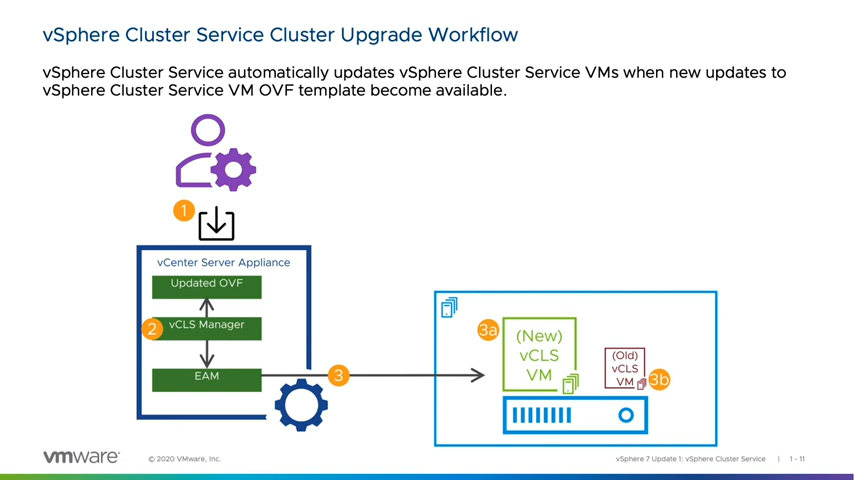 vSphere Cluster Service Cluster Upgrade Workflow
vSphere Cluster Service automatically updates vSphere Cluster Service VMs when new updates to
vSphere Cluster Service VM OVF template become available.
1
vCenter Server Appliance
Updated OVF
2
vCLS Manager
EAM
3
3a
(New)
vCLS
VM
(Old)
vCLS
VM
3b
vmware
© 2020 VMware, Inc.
vSphere 7 Update 1: vSphere Cluster Service | 1 - 11